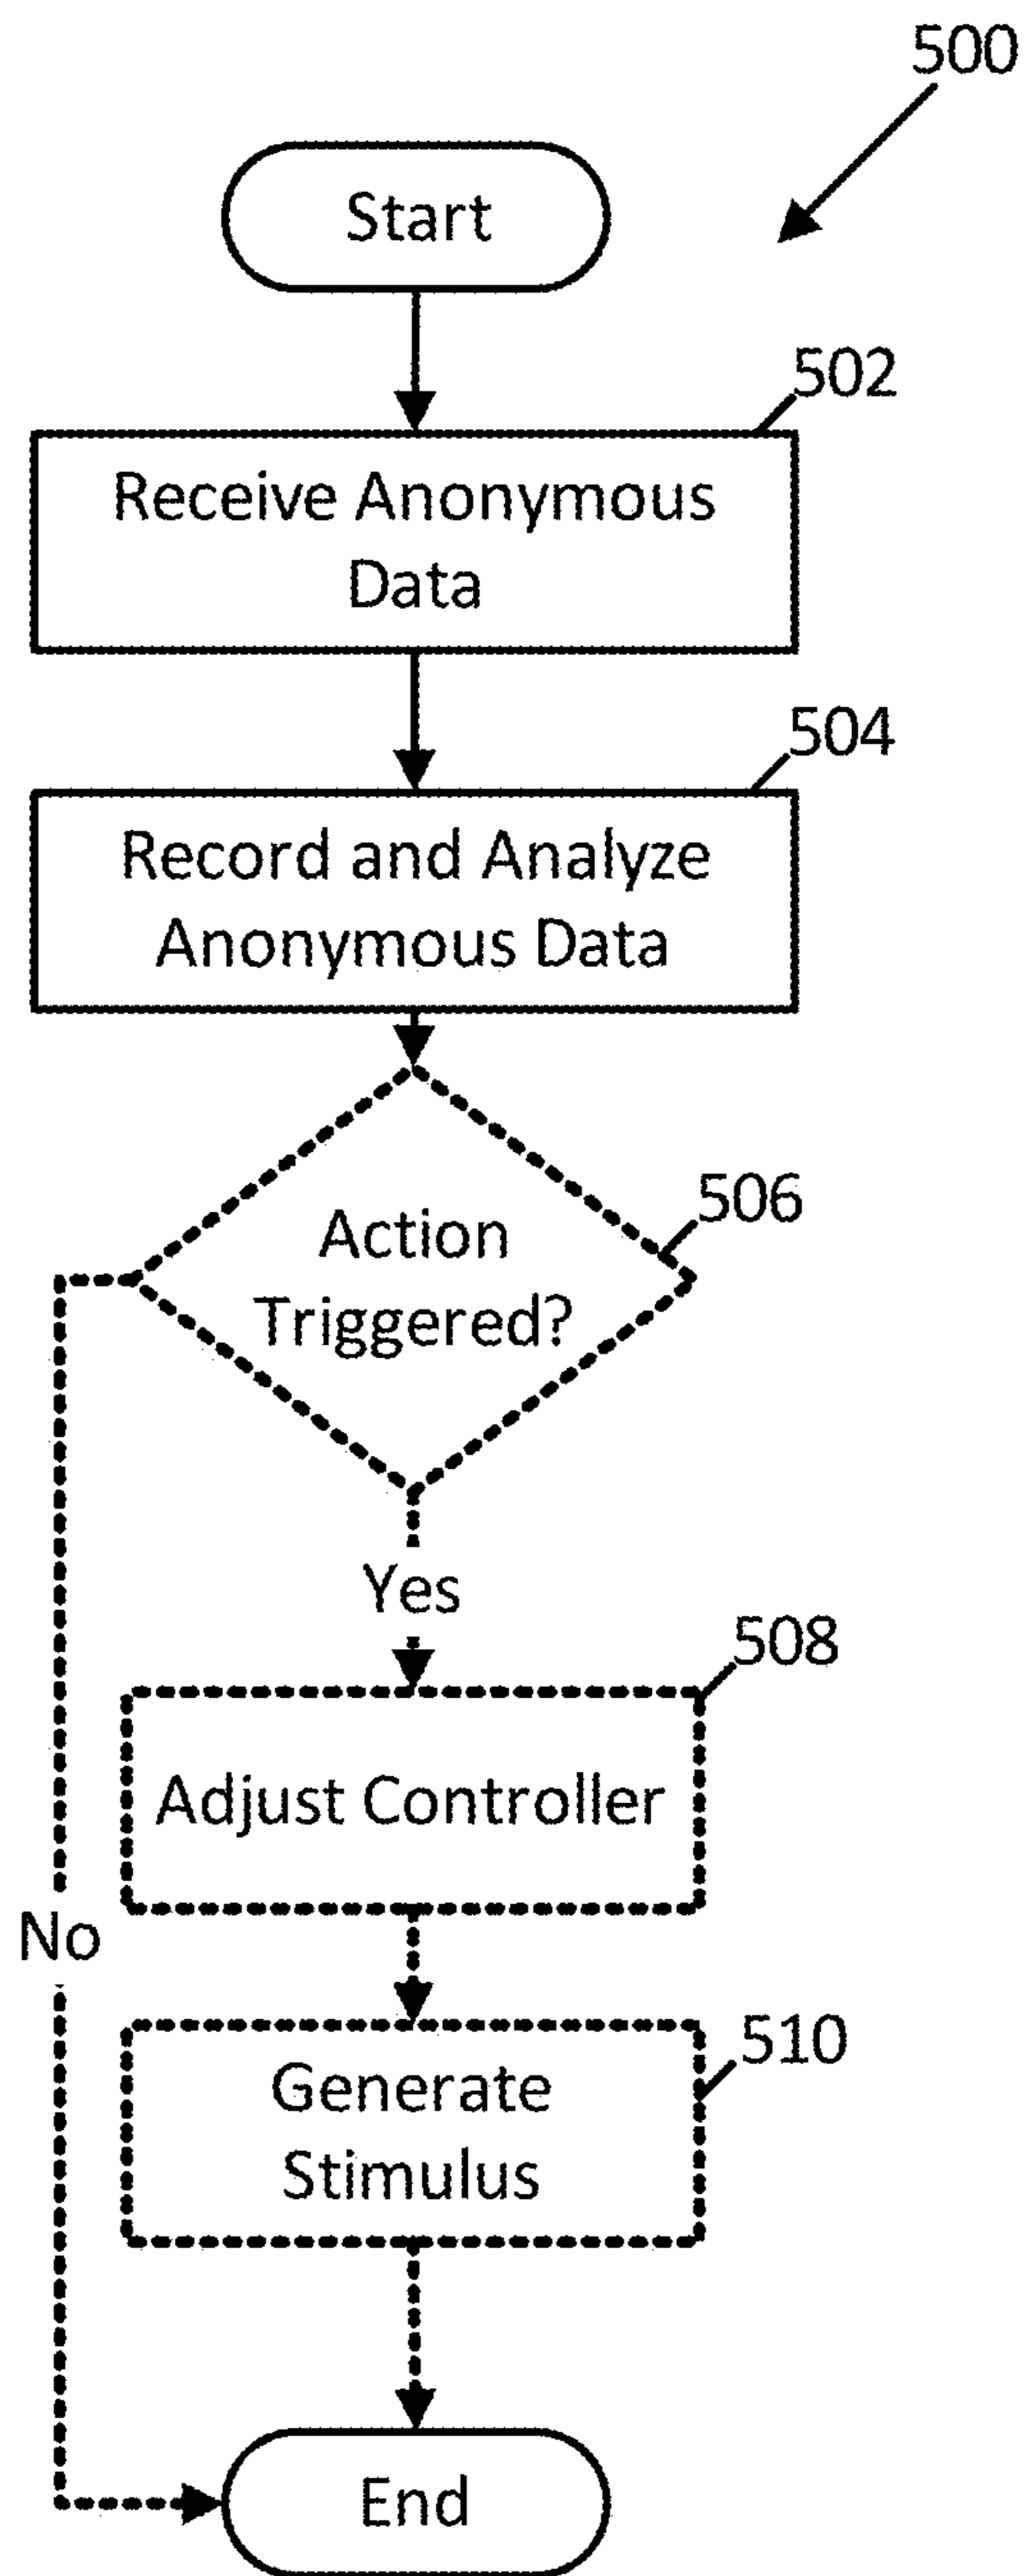 500
Start
502
Receive Anonymous
Data
504
Record and Analyze
Anonymous Data
506
Action
Triggered?
Yes
508
Adjust Controller
No
510
Generate
Stimulus
End